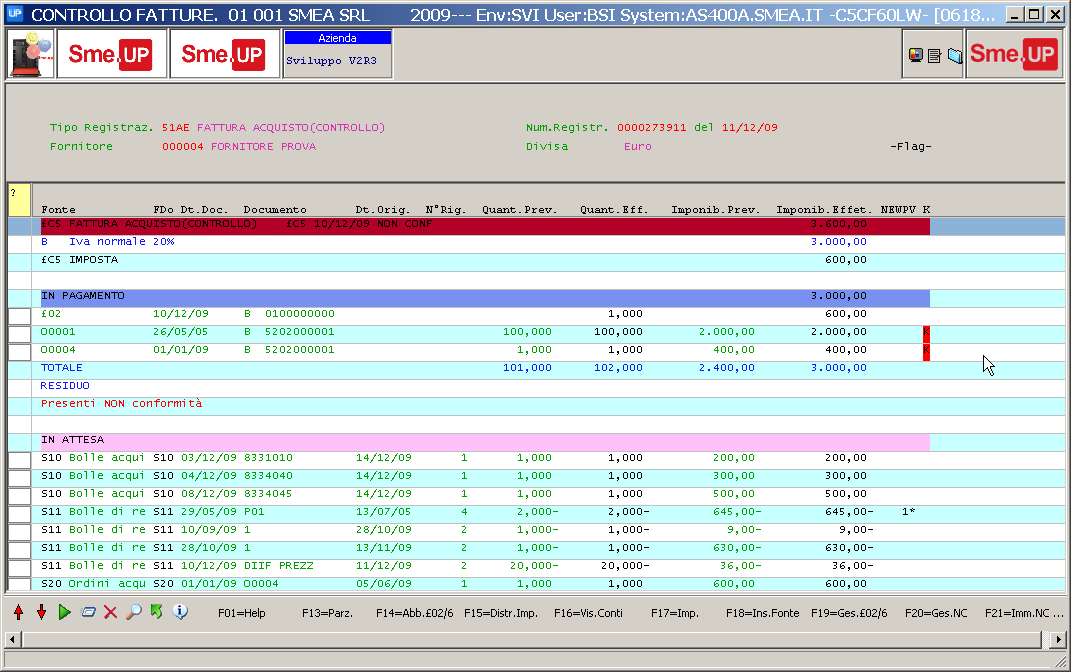 UP CONTROLLO FATTURE. 01 001 SMEA SRL 2009--- Env:SVI User:BSI System:AS400A.SMEA.IT -C5CF60LW- [0618...
Sme.UP Sme.UP Azienda Sme.UP
Sviluppo V2R3
Tipo Registraz. 51AE FATTURA ACQUISTO(CONTROLLO) Num.Registr. 0000273911 del 11/12/09
Fornitore 000004 FORNITORE PROVA Divisa Euro -Flag-
?
Fonte FDo Dt.Doc. Documento Dt.Orig. N°Rig. Quant.Prev. Quant.Eff. Imponib.Prev. Imponib.Effet. NEWPV K
£C5 FATTURA ACQUISTO(CONTROLLO) £C5 10/12/09 NON CONF 3.600,00
B Iva normale 20% 3.000,00
£C5 IMPOSTA 600,00
IN PAGAMENTO 3.000,00
£02 10/12/09 B 0100000000 1,000 600,00
O0001 26/05/05 B 5202000001 100,000 100,000 2.000,00 2.000,00 K
O0004 01/01/09 B 5202000001 1,000 1,000 400,00 400,00 K
TOTALE 101,000 102,000 2.400,00 3.000,00
RESIDUO
Presenti NON conformità
IN ATTESA
S10 Bolle acqui S10 03/12/09 8331010 14/12/09 1 1,000 1,000 200,00 200,00
S10 Bolle acqui S10 04/12/09 8334040 14/12/09 1 1,000 1,000 300,00 300,00
S10 Bolle acqui S10 08/12/09 8334045 14/12/09 1 1,000 1,000 500,00 500,00
S11 Bolle di re S11 29/05/09 P01 13/07/05 4 2,000- 2,000- 645,00- 645,00- 1*
S11 Bolle di re S11 10/09/09 1 28/10/09 2 1,000- 1,000- 9,00- 9,00-
S11 Bolle di re S11 28/10/09 1 13/11/09 2 1,000- 1,000- 630,00- 630,00-
S11 Bolle di re S11 10/12/09 DIIF PREZZ 11/12/09 2 20,000- 20,000- 36,00- 36,00-
S20 Ordini acqu S20 01/01/09 O0004 05/06/09 1 1,000 1,000 600,00 600,00
F01=Help F13=Parz. F14=Abb.£02/6 F15=Distr.Imp. F16=Vis.Conti F17=Imp. F18=Ins.Fonte F19=Ges.£02/6 F20=Ges.NC F21=Imm.NC ...